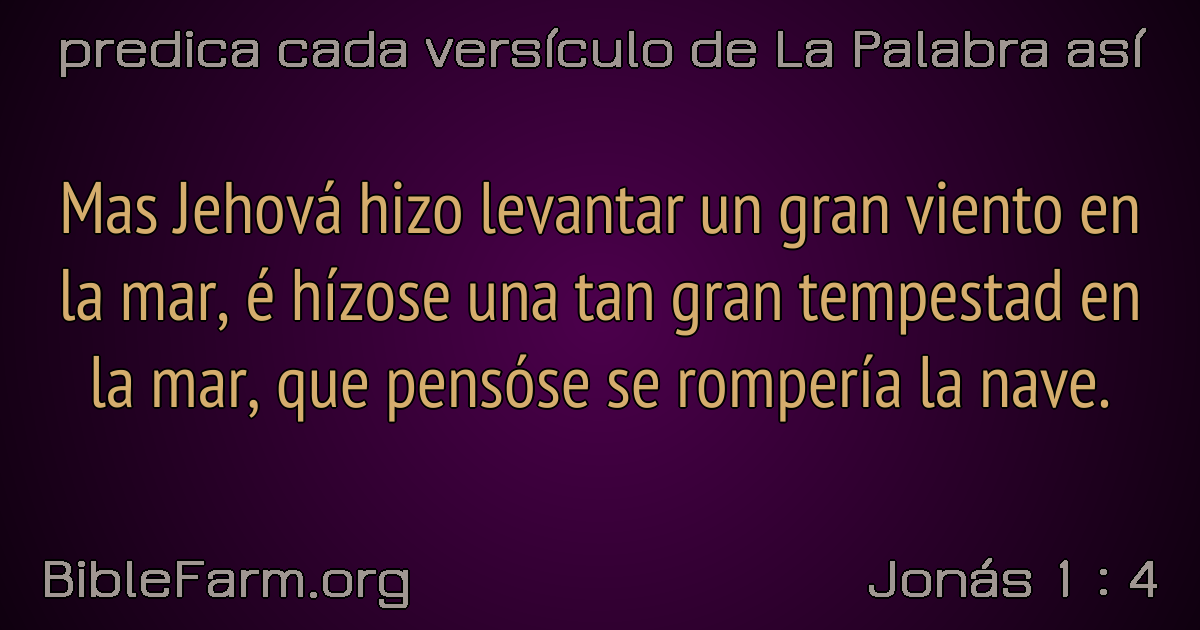 predica cada versículo de La Palabra así
Mas Jehová hizo levantar un gran viento en
la mar, é hízose una tan gran tempestad en
la mar, que pensóse se rompería la nave.
BibleFarm.org
Jonás 1 : 4